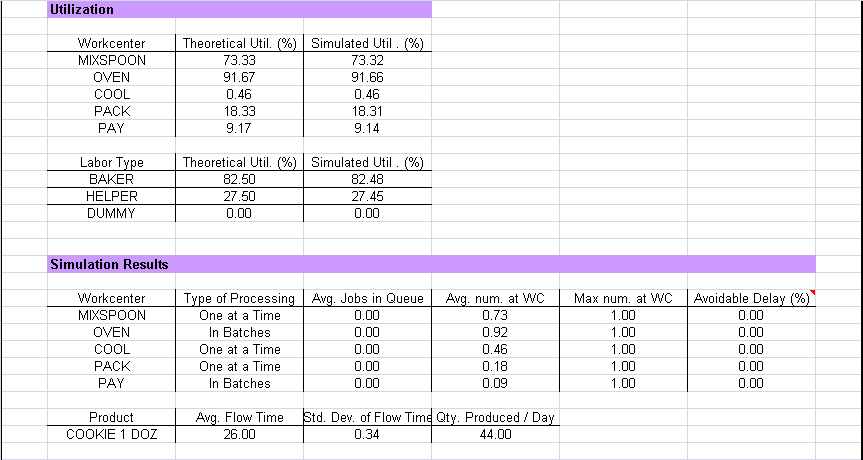 Utilization
Workcenter Theoretical Util. (%) Simulated Util . (%)
MIXSPOON 73.33 73.32
OVEN 91.67 91.66
COOL 0.46 0.46
PACK 18.33 18.31
PAY 9.17 9.14
Labor Type Theoretical Util. (%) Simulated Util . (%)
BAKER 82.50 82.48
HELPER 27.50 27.45
DUMMY 0.00 0.00
Simulation Results
Workcenter Type of Processing Avg. Jobs in Queue Avg. num. at WC Max num. at WC Avoidable Delay (%)
MIXSPOON One at a Time 0.00 0.73 1.00 0.00
OVEN In Batches 0.00 0.92 1.00 0.00
COOL One at a Time 0.00 0.46 1.00 0.00
PACK One at a Time 0.00 0.18 1.00 0.00
PAY In Batches 0.00 0.09 1.00 0.00
Product Avg. Flow Time Std. Dev. of Flow Time Qty. Produced / Day
COOKIE 1 DOZ 26.00 0.34 44.00